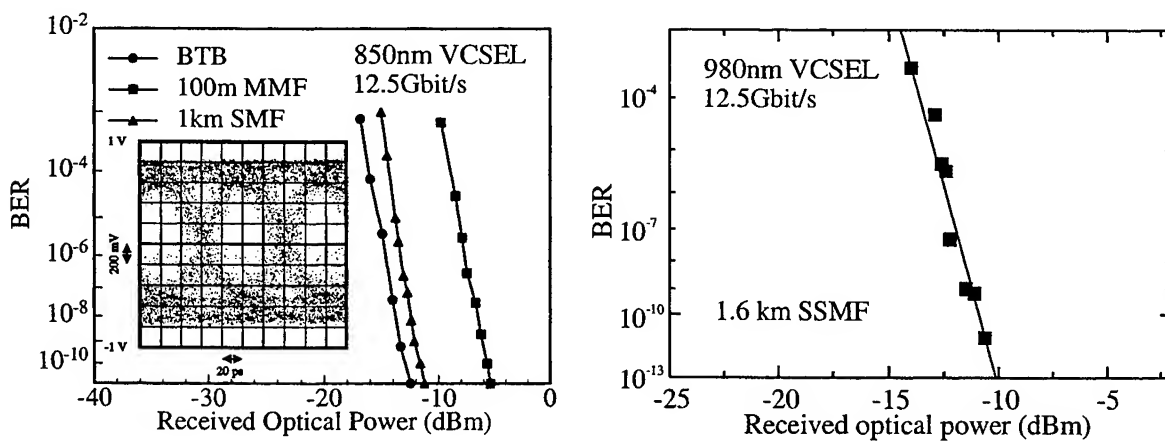 10^-2
BTB
850nm VCSEL
100m MMF
12.5Gbit/s
1km SMF
1 V
10^-4
BER
200 mV
10^-6
10^-8
10^-10
-1 V
20 ps
-40 -30 -20 -10 0
Received Optical Power (dBm)
980nm VCSEL
12.5Gbit/s
10^-4
BER
10^-7
10^-10
1.6 km SSMF
10^-13
-25 -20 -15 -10 -5
Received optical power (dBm)